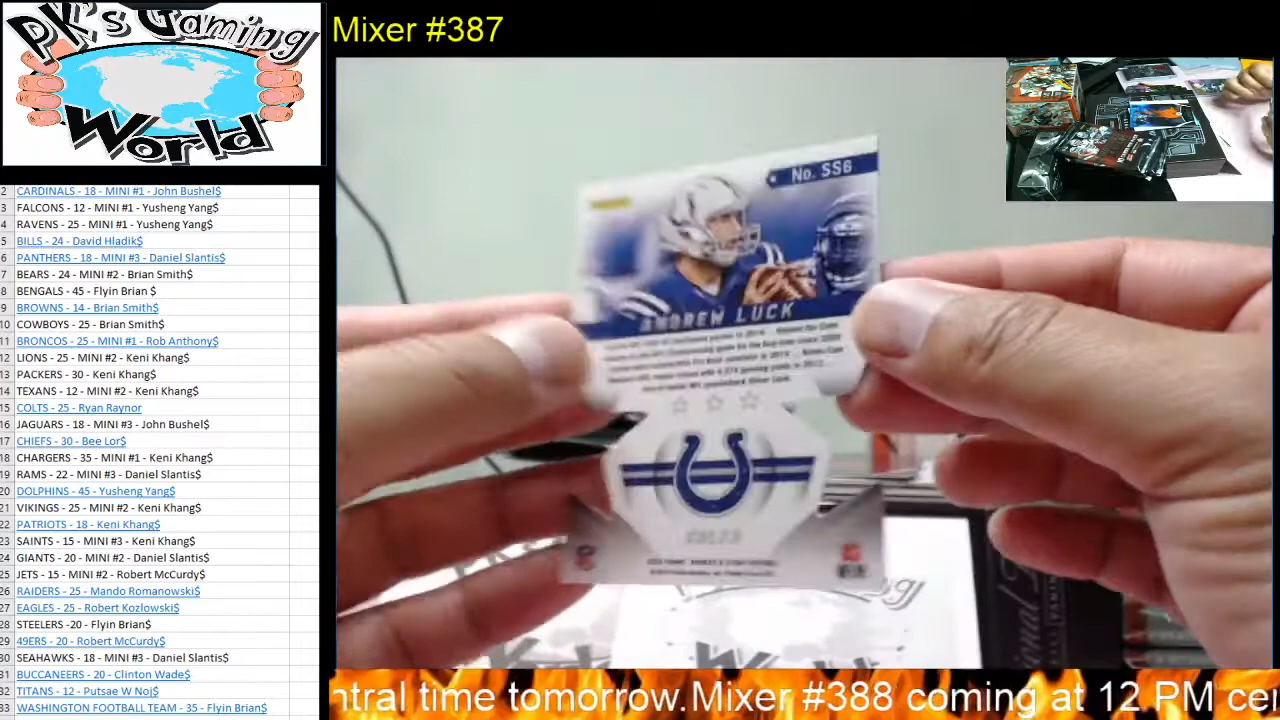 PK's Gaming
World
Mixer #387
2 CARDINALS - 18 - MINI #1 - John Bushel$
3 FALCONS - 12 - MINI #1 - Yusheng Yang$
4 RAVENS - 25 - MINI #1 - Yusheng Yang$
5 BILLS - 24 - David Hladik$
6 PANTHERS - 18 - MINI #3 - Daniel Slantis$
7 BEARS - 24 - MINI #2 - Brian Smith$
8 BENGALS - 45 - Flyin Brian $
9 BROWNS - 14 - Brian Smith$
10 COWBOYS - 25 - Brian Smith$
11 BRONCOS - 25 - MINI #1 - Rob Anthony$
12 LIONS - 25 - MINI #2 - Keni Khang$
13 PACKERS - 30 - Keni Khang$
14 TEXANS - 12 - MINI #2 - Keni Khang$
15 COLTS - 25 - Ryan Raynor
16 JAGUARS - 18 - MINI #3 - John Bushel$
17 CHIEFS - 30 - Bee Lor$
18 CHARGERS - 35 - MINI #1 - Keni Khang$
19 RAMS - 22 - MINI #3 - Daniel Slantis$
20 DOLPHINS - 45 - Yusheng Yang$
21 VIKINGS - 25 - MINI #2 - Keni Khang$
22 PATRIOTS - 18 - Keni Khang$
23 SAINTS - 15 - MINI #3 - Keni Khang$
24 GIANTS - 20 - MINI #2 - Daniel Slantis$
25 JETS - 15 - MINI #2 - Robert McCurdy$
26 RAIDERS - 25 - Mando Romanowski$
27 EAGLES - 25 - Robert Kozlowski$
28 STEELERS -20 - Flyin Brian$
29 49ERS - 20 - Robert McCurdy$
30 SEAHAWKS - 18 - MINI #3 - Daniel Slantis$
31 BUCCANEERS - 20 - Clinton Wade$
32 TITANS - 12 - Putsae W Noj$
33 WASHINGTON FOOTBALL TEAM - 35 - Flyin Brian$
No. SS6
ANDREW LUCK
COLTS
ntral time tomorrow.Mixer #388 coming at 12 PM cen